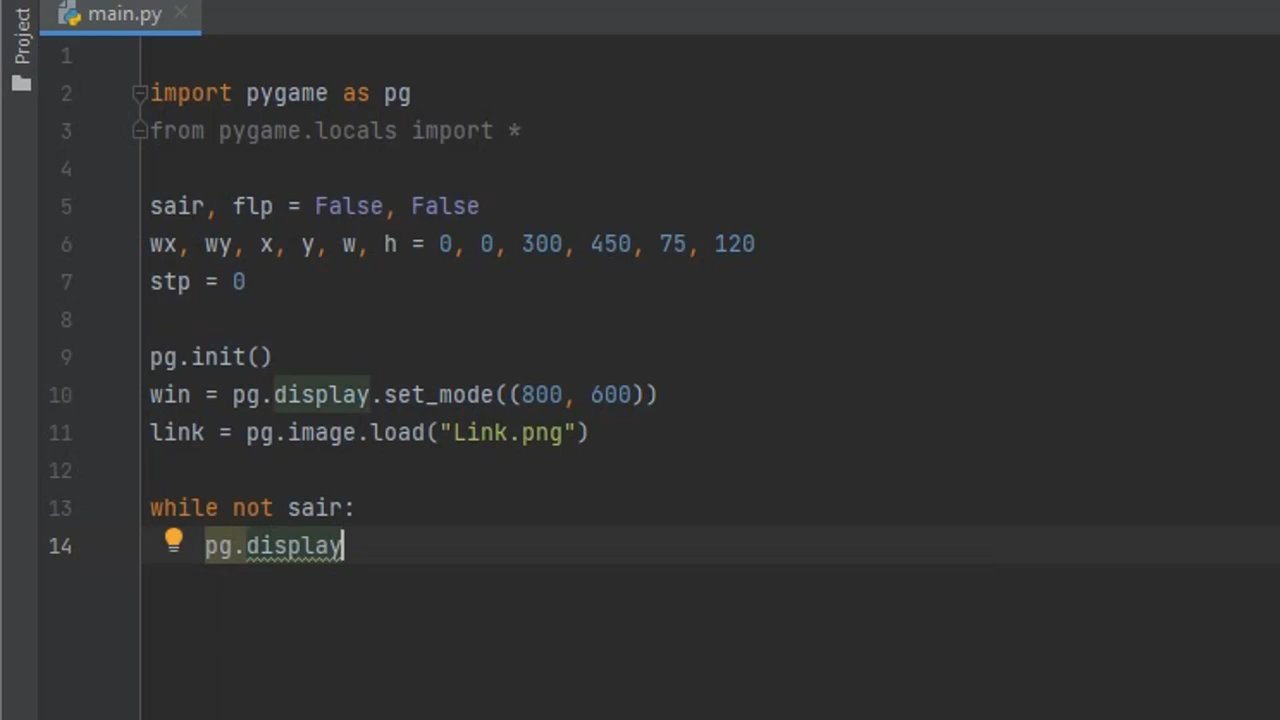 main.py
Project
1
2 import pygame as pg
3 from pygame.locals import *
4
5 sair, flp = False, False
6 wx, wy, x, y, w, h = 0, 0, 300, 450, 75, 120
7 stp = 0
8
9 pg.init()
10 win = pg.display.set_mode((800, 600))
11 link = pg.image.load("Link.png")
12
13 while not sair:
14 pg.display